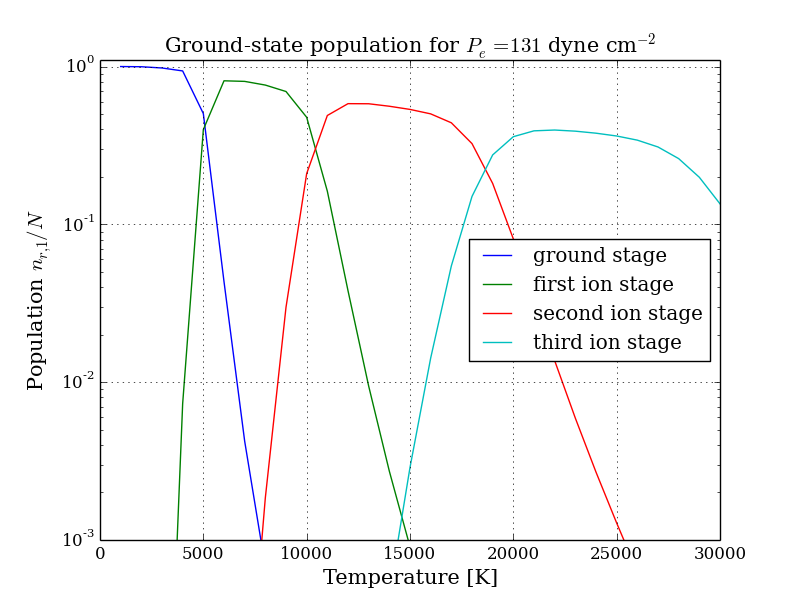 Ground-state population for $P_e = 131$ dyne cm$^{-2}$
Population $n_{r,1}/N$
10^0
10^-1
10^-2
10^-3
ground stage
first ion stage
second ion stage
third ion stage
0 5000 10000 15000 20000 25000 30000
Temperature [K]